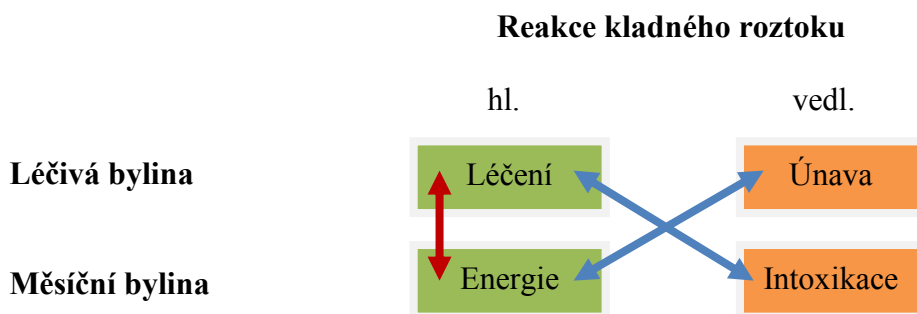 Reakce kladného roztoku
hl. vedl.
Léčivá bylina Léčení Únava
Měsíční bylina Energie Intoxikace